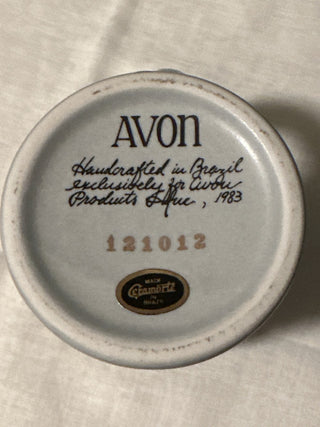 AVON
Handcrafted in Brazil
exclusively for Avon
Products Inc., 1983
121012
MADE
Ceramarte
IN
BRAZIL